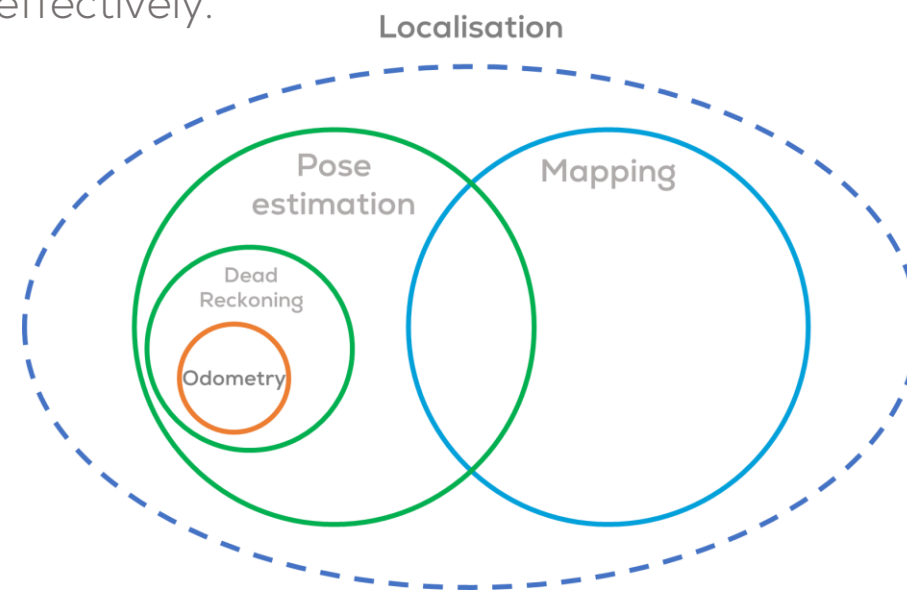 effectively.
Localisation
Pose
estimation
Mapping
Dead
Reckoning
Odometry